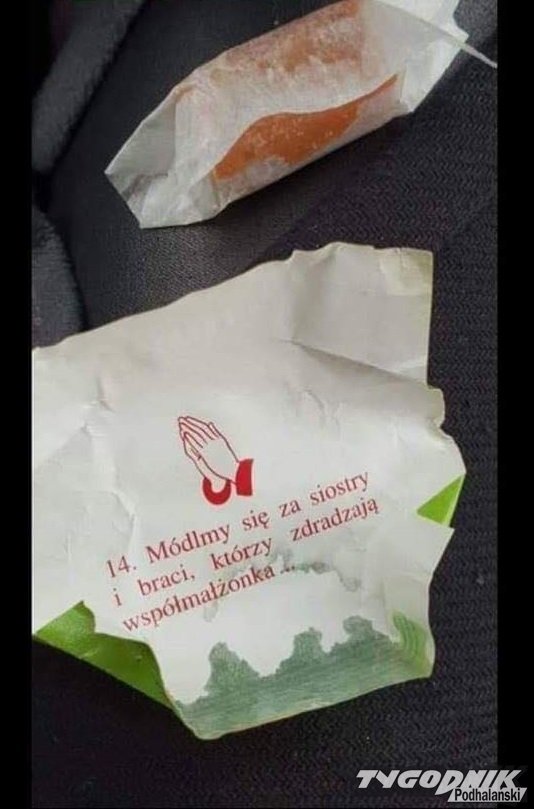 14. Módlmy się za siostry
i braci, którzy zdradzają
współmałżonka ...
TYGODNIK
Podhalański